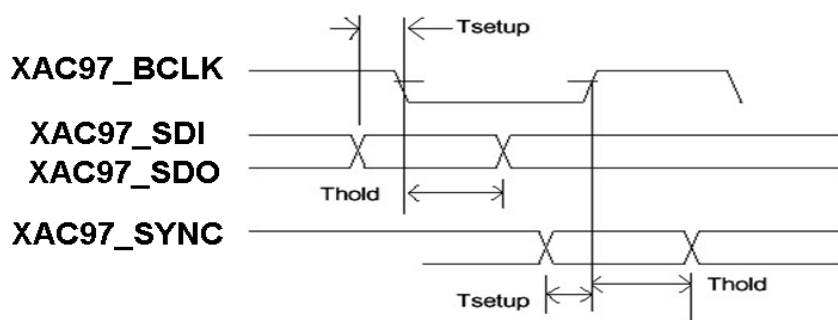 Tsetup
XAC97_BCLK
XAC97_SDI
XAC97_SDO
Thold
XAC97_SYNC
Thold
Tsetup